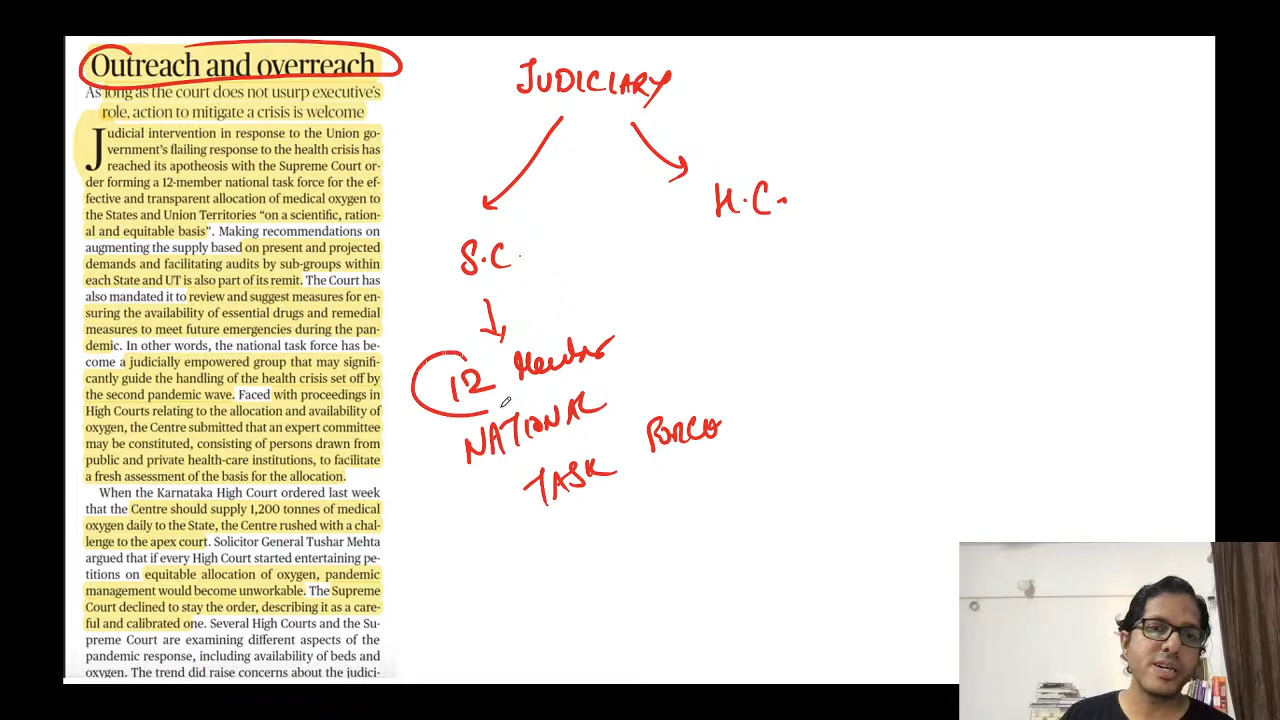 Outreach and overreach
As long as the court does not usurp executive's
role, action to mitigate a crisis is welcome
Judicial intervention in response to the Union go-
vernment's flailing response to the health crisis has
reached its apotheosis with the Supreme Court or-
der forming a 12-member national task force for the ef-
fective and transparent allocation of medical oxygen to
the States and Union Territories "on a scientific, ration-
al and equitable basis". Making recommendations on
augmenting the supply based on present and projected
demands and facilitating audits by sub-groups within
each State and UT is also part of its remit. The Court has
also mandated it to review and suggest measures for en-
suring the availability of essential drugs and remedial
measures to meet future emergencies during the pan-
demic. In other words, the national task force has be-
come a judicially empowered group that may signifi-
cantly guide the handling of the health crisis set off by
the second pandemic wave. Faced with proceedings in
High Courts relating to the allocation and availability of
oxygen, the Centre submitted that an expert committee
may be constituted, consisting of persons drawn from
public and private health-care institutions, to facilitate
a fresh assessment of the basis for the allocation.
When the Karnataka High Court ordered last week
that the Centre should supply 1,200 tonnes of medical
oxygen daily to the State, the Centre rushed with a chal-
lenge to the apex court. Solicitor General Tushar Mehta
argued that if every High Court started entertaining pe-
titions on equitable allocation of oxygen, pandemic
management would become unworkable. The Supreme
Court declined to stay the order, describing it as a care-
ful and calibrated one. Several High Courts and the Su-
preme Court are examining different aspects of the
pandemic response, including availability of beds and
oxygen. The trend did raise concerns about the judici-
JUDICIARY
H.C.
S.C.
12 Member
NATIONAL
TASK FORCE